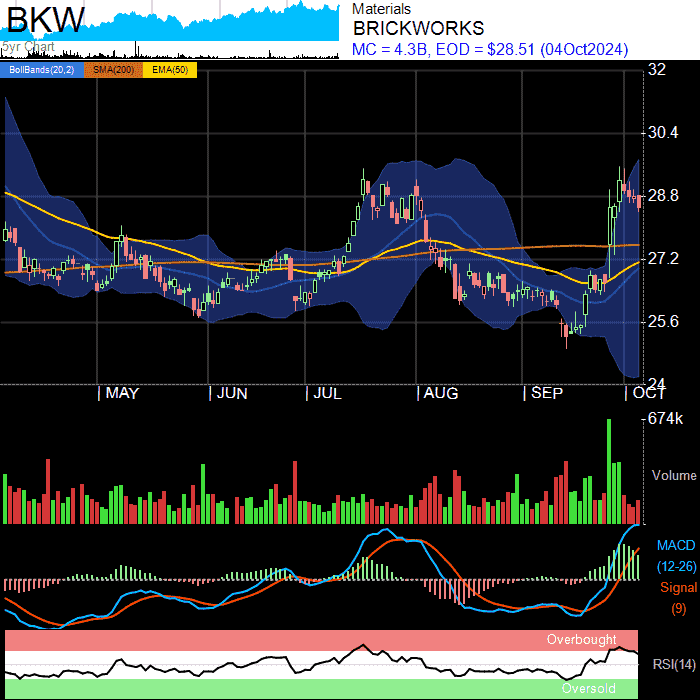 BKW
5yr Chart
Materials
BRICKWORKS
MC = 4.3B, EOD = $28.51 (04Oct2024)
BollBands(20,2) SMA(200) EMA(50)
32
30.4
28.8
27.2
25.6
24
MAY JUN JUL AUG SEP OCT
674k
Volume
MACD
(12-26)
Signal
(9)
Overbought
RSI(14)
Oversold